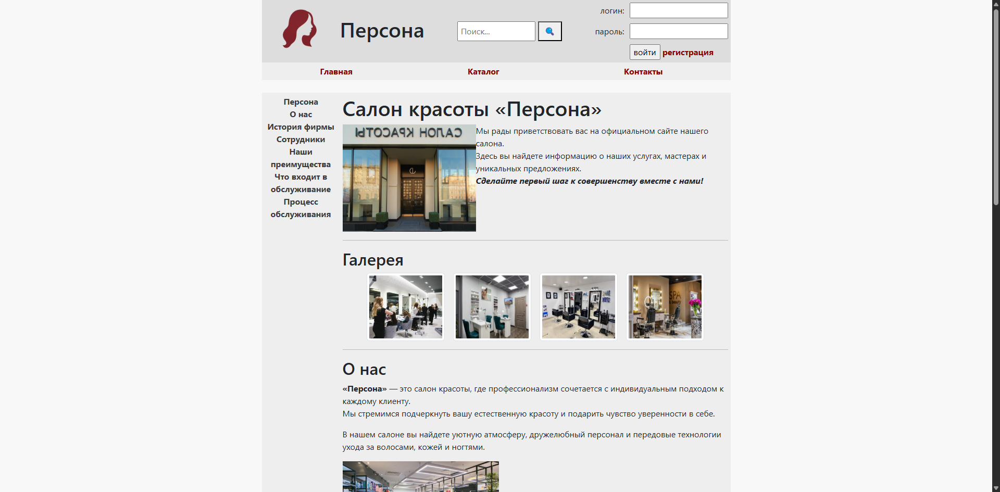 Персона
Поиск...
логин:
пароль:
войти регистрация
Главная Каталог Контакты
Персона
О нас
История фирмы
Сотрудники
Наши
преимущества
Что входит в
обслуживание
Процесс
обслуживания
Салон красоты «Персона»
САЛОН КРАСОТЫ
Мы рады приветствовать вас на официальном сайте нашего
салона.
Здесь вы найдете информацию о наших услугах, мастерах и
уникальных предложениях.
Сделайте первый шаг к совершенству вместе с нами!
Галерея
SPA
& beauty
О нас
«Персона» — это салон красоты, где профессионализм сочетается с индивидуальным подходом к
каждому клиенту.
Мы стремимся подчеркнуть вашу естественную красоту и подарить чувство уверенности в себе.
В нашем салоне вы найдете уютную атмосферу, дружелюбный персонал и передовые технологии
ухода за волосами, кожей и ногтями.